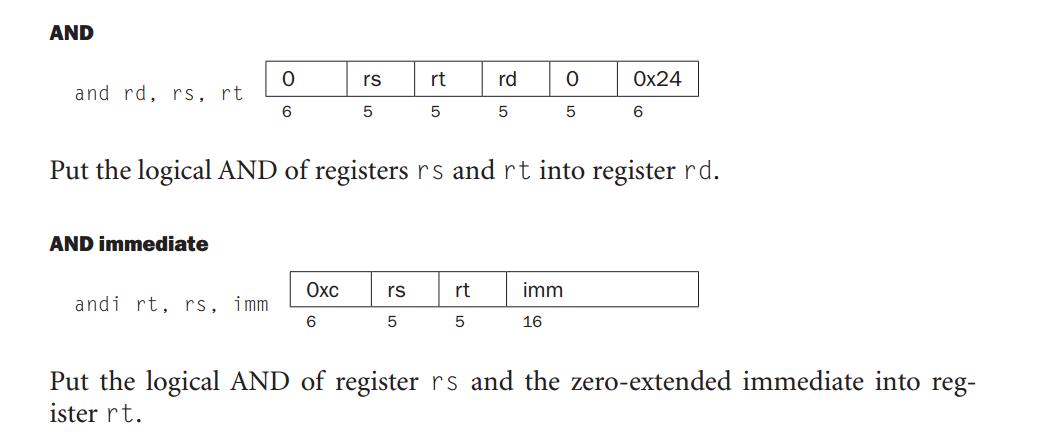 AND
and rd, rs, rt 0 rs rt rd 0 0x24
6 5 5 5 5 6
Put the logical AND of registers rs and rt into register rd.
AND immediate
andi rt, rs, imm 0xc rs rt imm
6 5 5 16
Put the logical AND of register rs and the zero-extended immediate into reg-
ister rt.